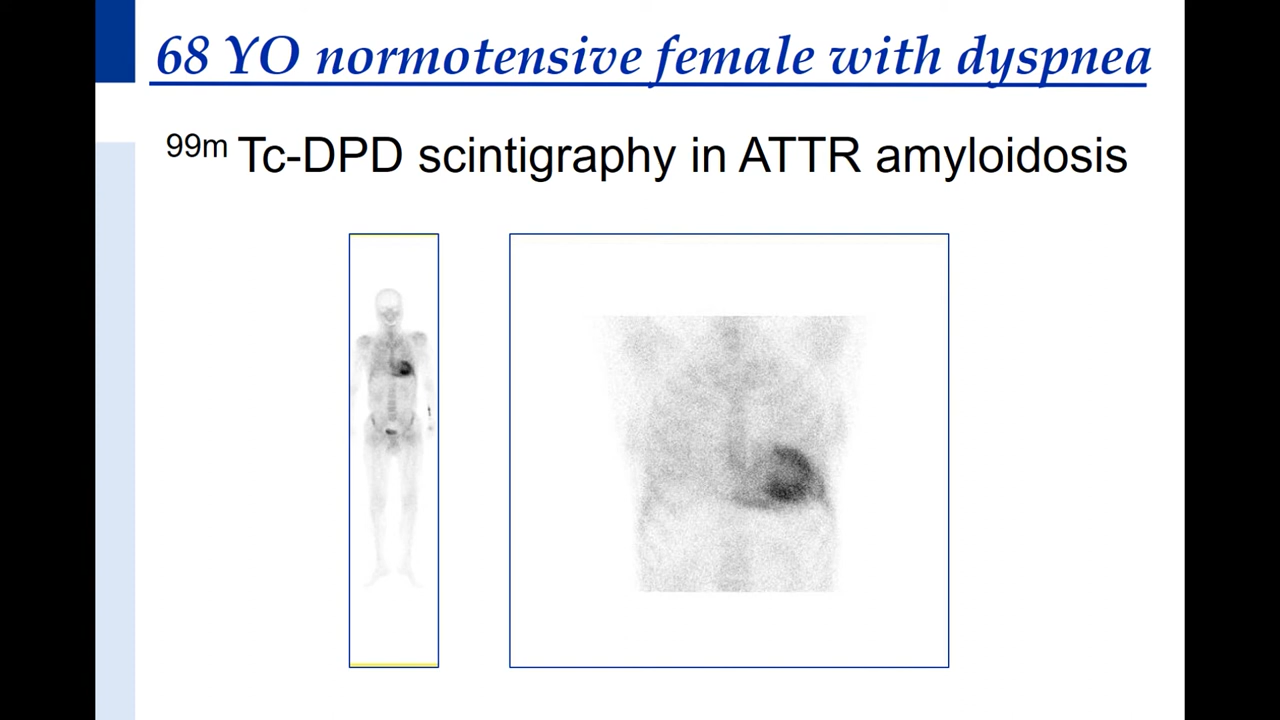 68 YO normotensive female with dyspnea
99m Tc-DPD scintigraphy in ATTR amyloidosis